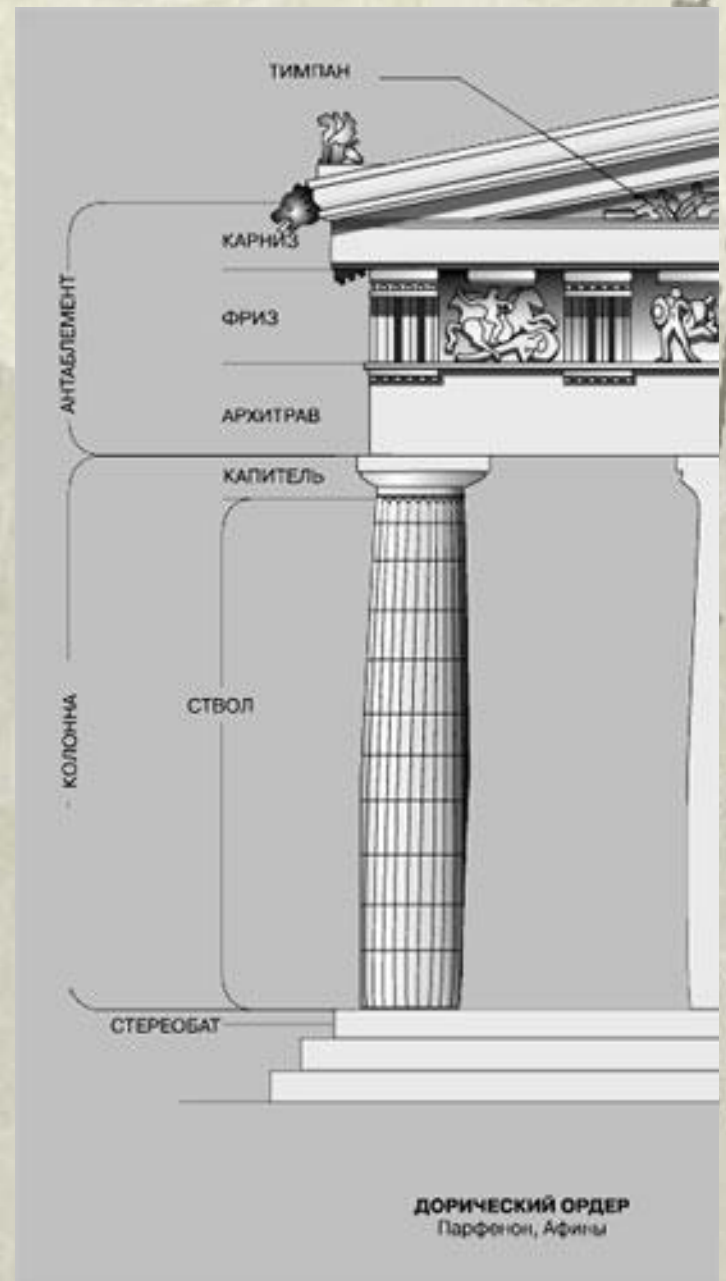 ТИМПАН
КАРНИЗ
АНТАБЛЕМЕНТ
ФРИЗ
АРХИТРАВ
КАПИТЕЛЬ
КОЛОННА
СТВОЛ
СТЕРЕОБАТ
ДОРИЧЕСКИЙ ОРДЕР
Парфенон, Афины